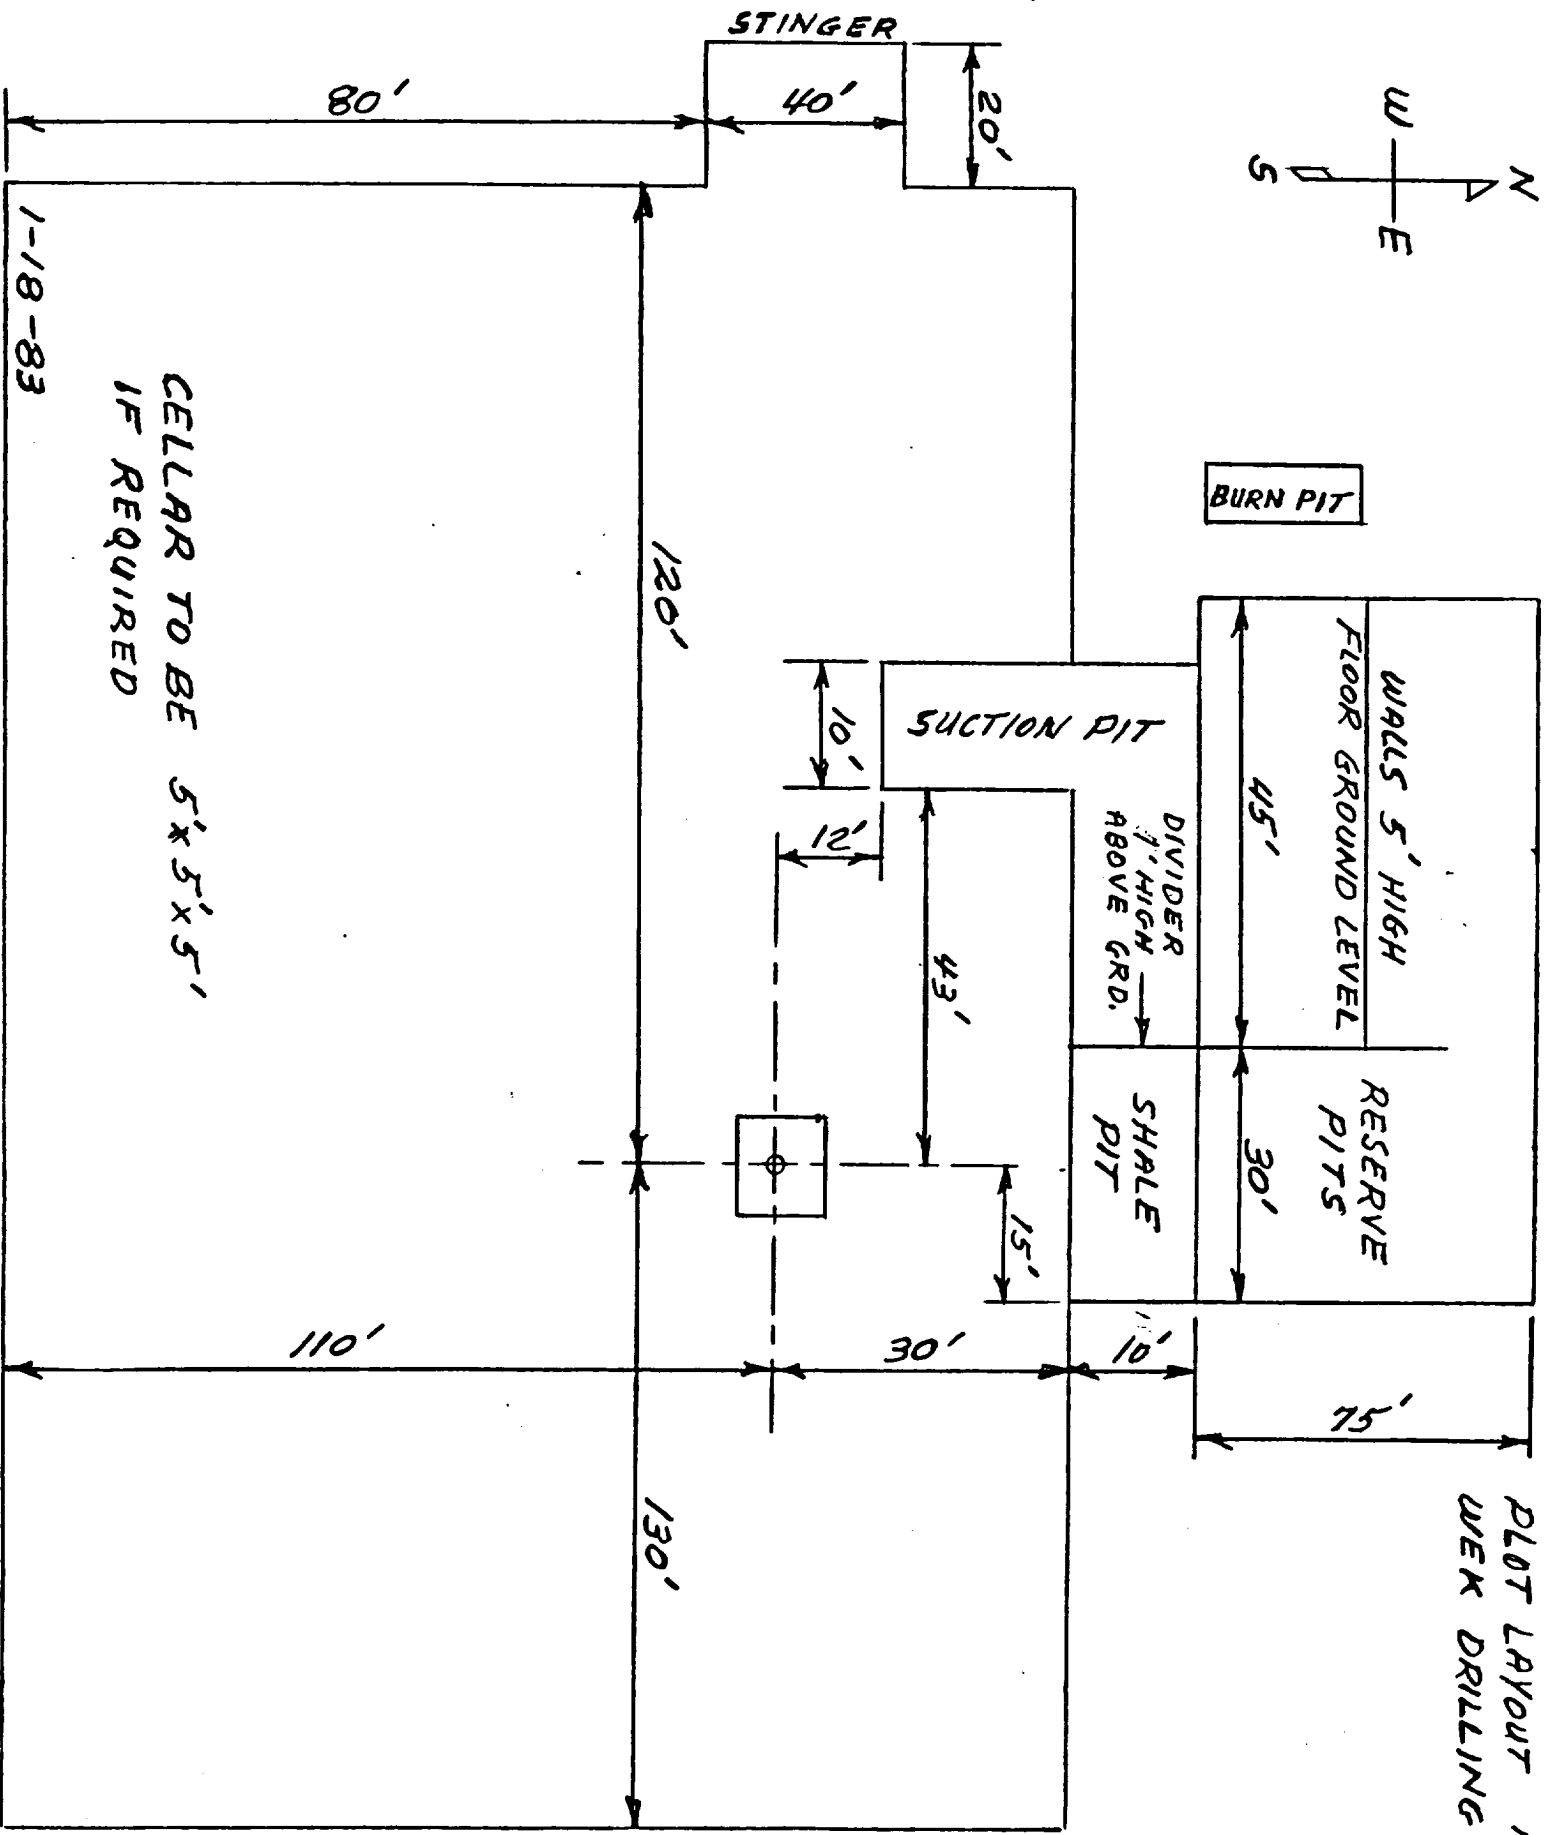 PLOT LAYOUT
WEK DRILLING
N
W
E
S
STINGER
20'
40'
80'
BURN PIT
WALLS 5' HIGH
FLOOR GROUND LEVEL
RESERVE
PITS
45'
30'
75'
10'
DIVIDER
1' HIGH
ABOVE GRD.
SHALE
PIT
SUCTION PIT
10'
12'
43'
15'
30'
110'
120'
130'
CELLAR TO BE 5'x 5'x 5'
IF REQUIRED
1-18-83